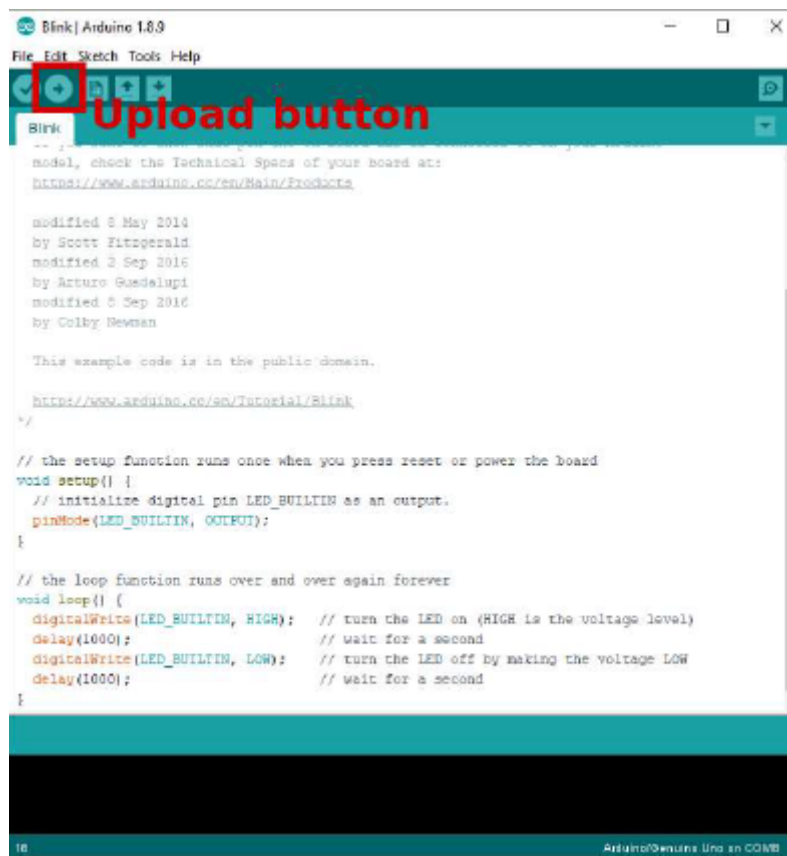 Blink | Arduino 1.8.9
File Edit Sketch Tools Help
Upload button
Blink
model, check the Technical Specs of your board at:
https://www.arduino.cc/en/Main/Products
modified 8 May 2014
by Scott Fitzgerald
modified 2 Sep 2016
by Arturo Guadalupi
modified 8 Sep 2016
by Colby Newman
This example code is in the public domain.
http://www.arduino.cc/en/Tutorial/Blink
*/
// the setup function runs once when you press reset or power the board
void setup() {
// initialize digital pin LED_BUILTIN as an output.
pinMode(LED_BUILTIN, OUTPUT);
}
// the loop function runs over and over again forever
void loop() {
digitalWrite(LED_BUILTIN, HIGH); // turn the LED on (HIGH is the voltage level)
delay(1000); // wait for a second
digitalWrite(LED_BUILTIN, LOW); // turn the LED off by making the voltage LOW
delay(1000); // wait for a second
}
Arduino/Genuino Uno on